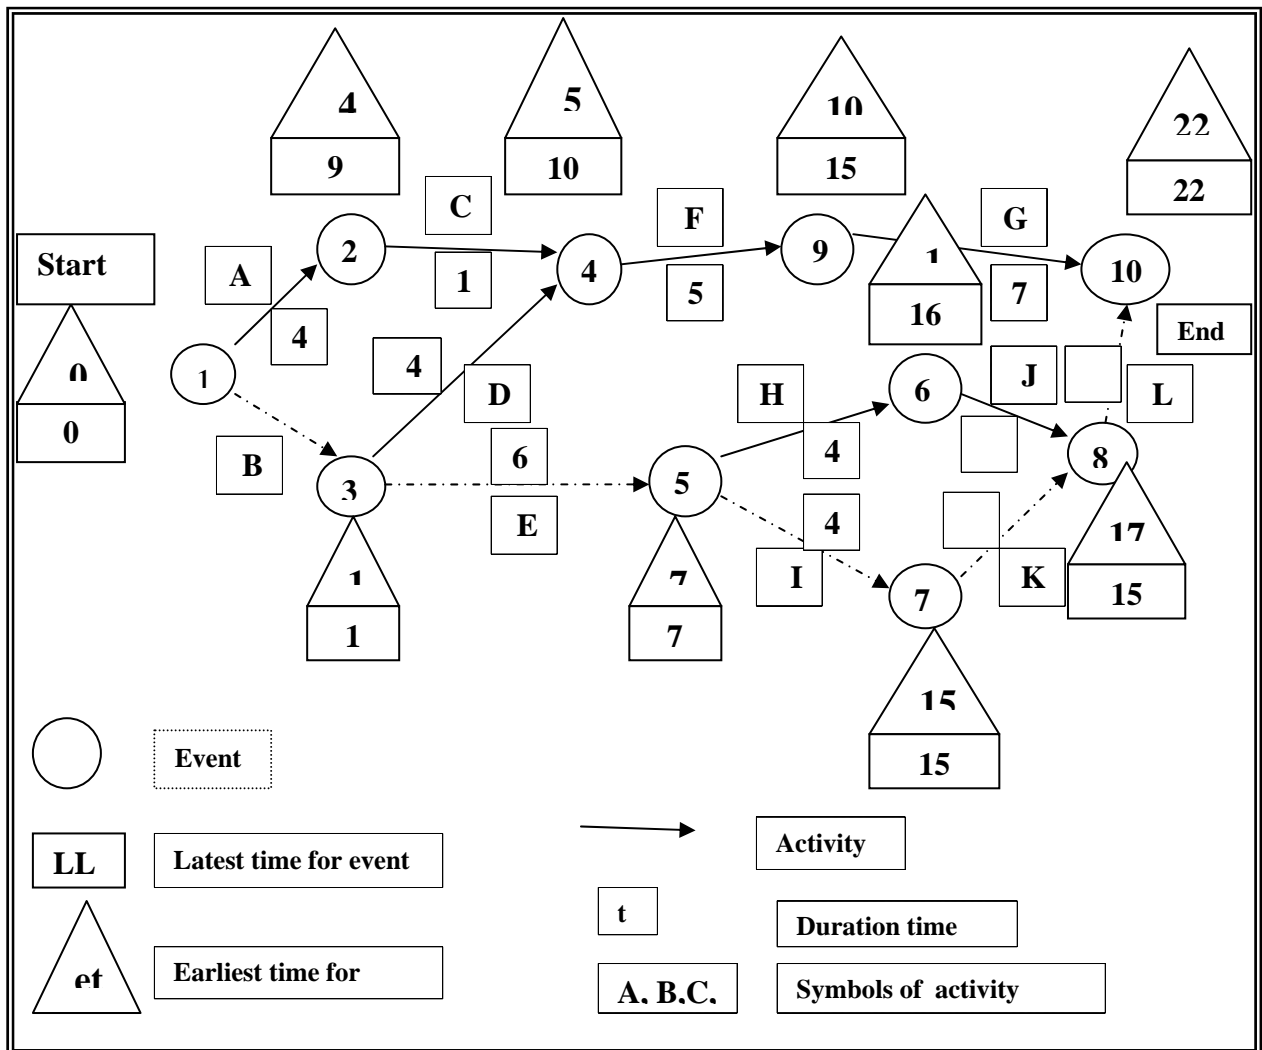 4
5
10
22
9
10
15
22
C
F
G
Start
A
2
1
4
5
9
1
7
10
4
16
End
0
0
1
4
D
H
J
L
6
B
6
3
E
5
4
4
8
I
7
K
17
15
1
1
7
7
15
15
Event
LL
Latest time for event
Activity
t
Duration time
et
Earliest time for
A, B,C,
Symbols of activity